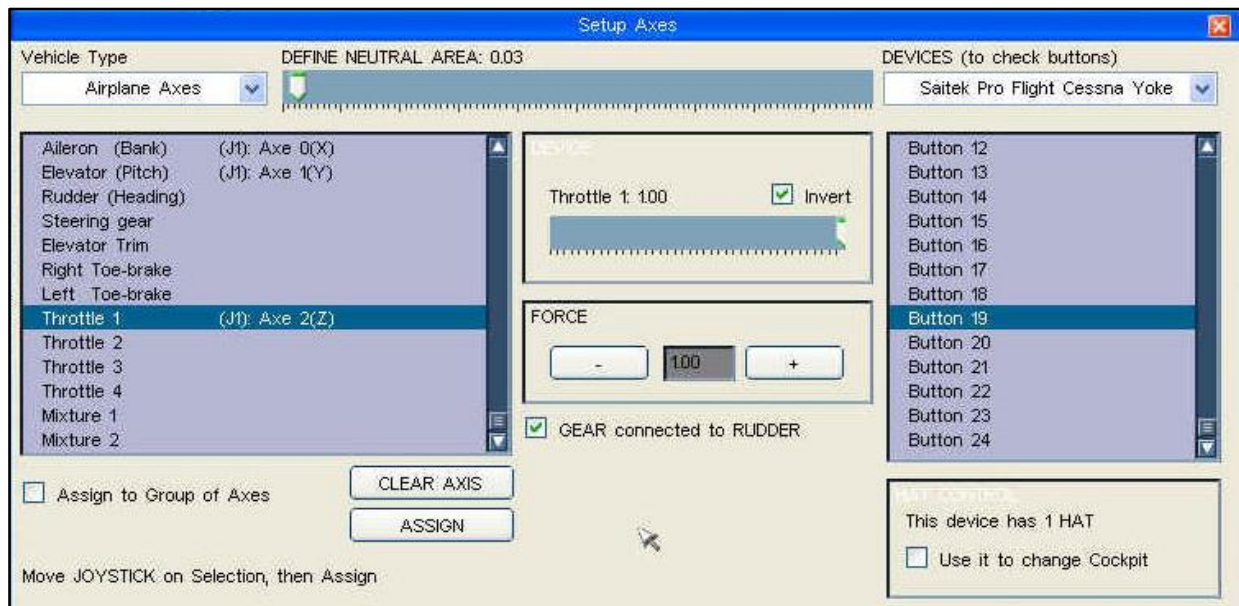 Setup Axes
Vehicle Type
Airplane Axes
DEFINE NEUTRAL AREA: 0.03
DEVICES (to check buttons)
Saitek Pro Flight Cessna Yoke
Aileron (Bank) (J1): Axe 0(X)
Elevator (Pitch) (J1): Axe 1(Y)
Rudder (Heading)
Steering gear
Elevator Trim
Right Toe-brake
Left Toe-brake
Throttle 1 (J1): Axe 2(Z)
Throttle 2
Throttle 3
Throttle 4
Mixture 1
Mixture 2
Assign to Group of Axes
CLEAR AXIS
ASSIGN
Move JOYSTICK on Selection, then Assign
DEVICE
Throttle 1: 1.00
Invert
FORCE
-
1.00
+
GEAR connected to RUDDER
Button 12
Button 13
Button 14
Button 15
Button 16
Button 17
Button 18
Button 19
Button 20
Button 21
Button 22
Button 23
Button 24
HAT CONTROL
This device has 1 HAT
Use it to change Cockpit